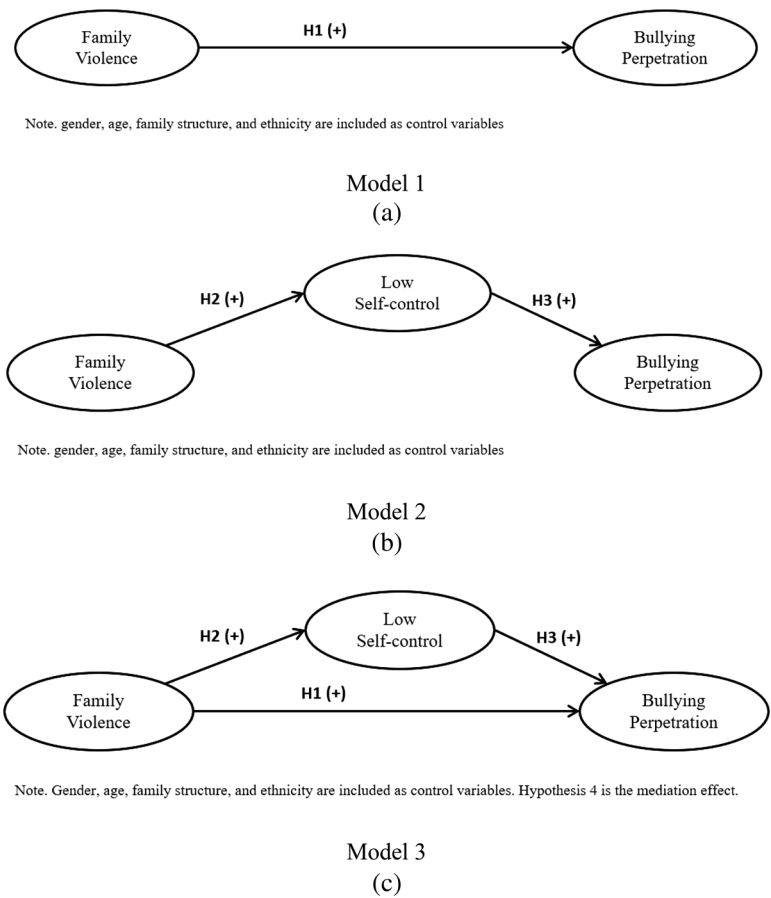 H1 (+)
Family
Violence
Bullying
Perpetration
Note. gender, age, family structure, and ethnicity are included as control variables
Model 1
(a)
Low
Self-control
H2 (+)
H3 (+)
Family
Violence
Bullying
Perpetration
Note. gender, age, family structure, and ethnicity are included as control variables
Model 2
(b)
Low
Self-control
H2 (+)
H3 (+)
H1 (+)
Family
Violence
Bullying
Perpetration
Note. Gender, age, family structure, and ethnicity are included as control variables. Hypothesis 4 is the mediation effect.
Model 3
(c)